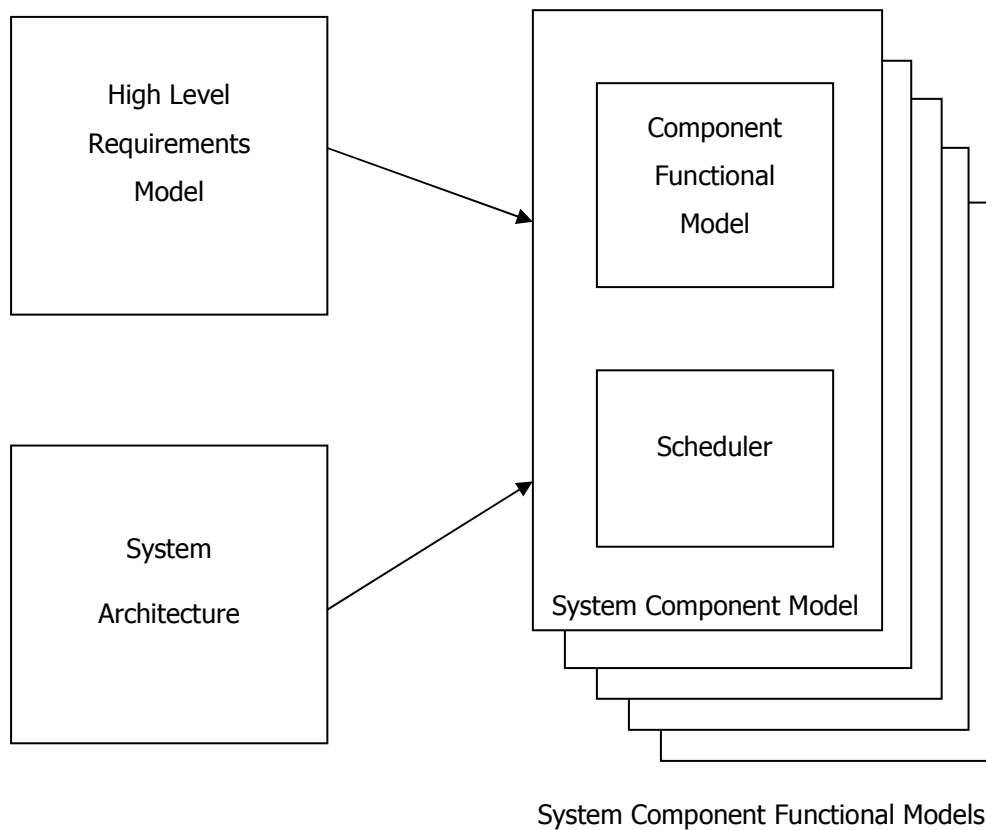 High Level
Requirements
Model
Component
Functional
Model
Scheduler
System
Architecture
System Component Model
System Component Functional Models